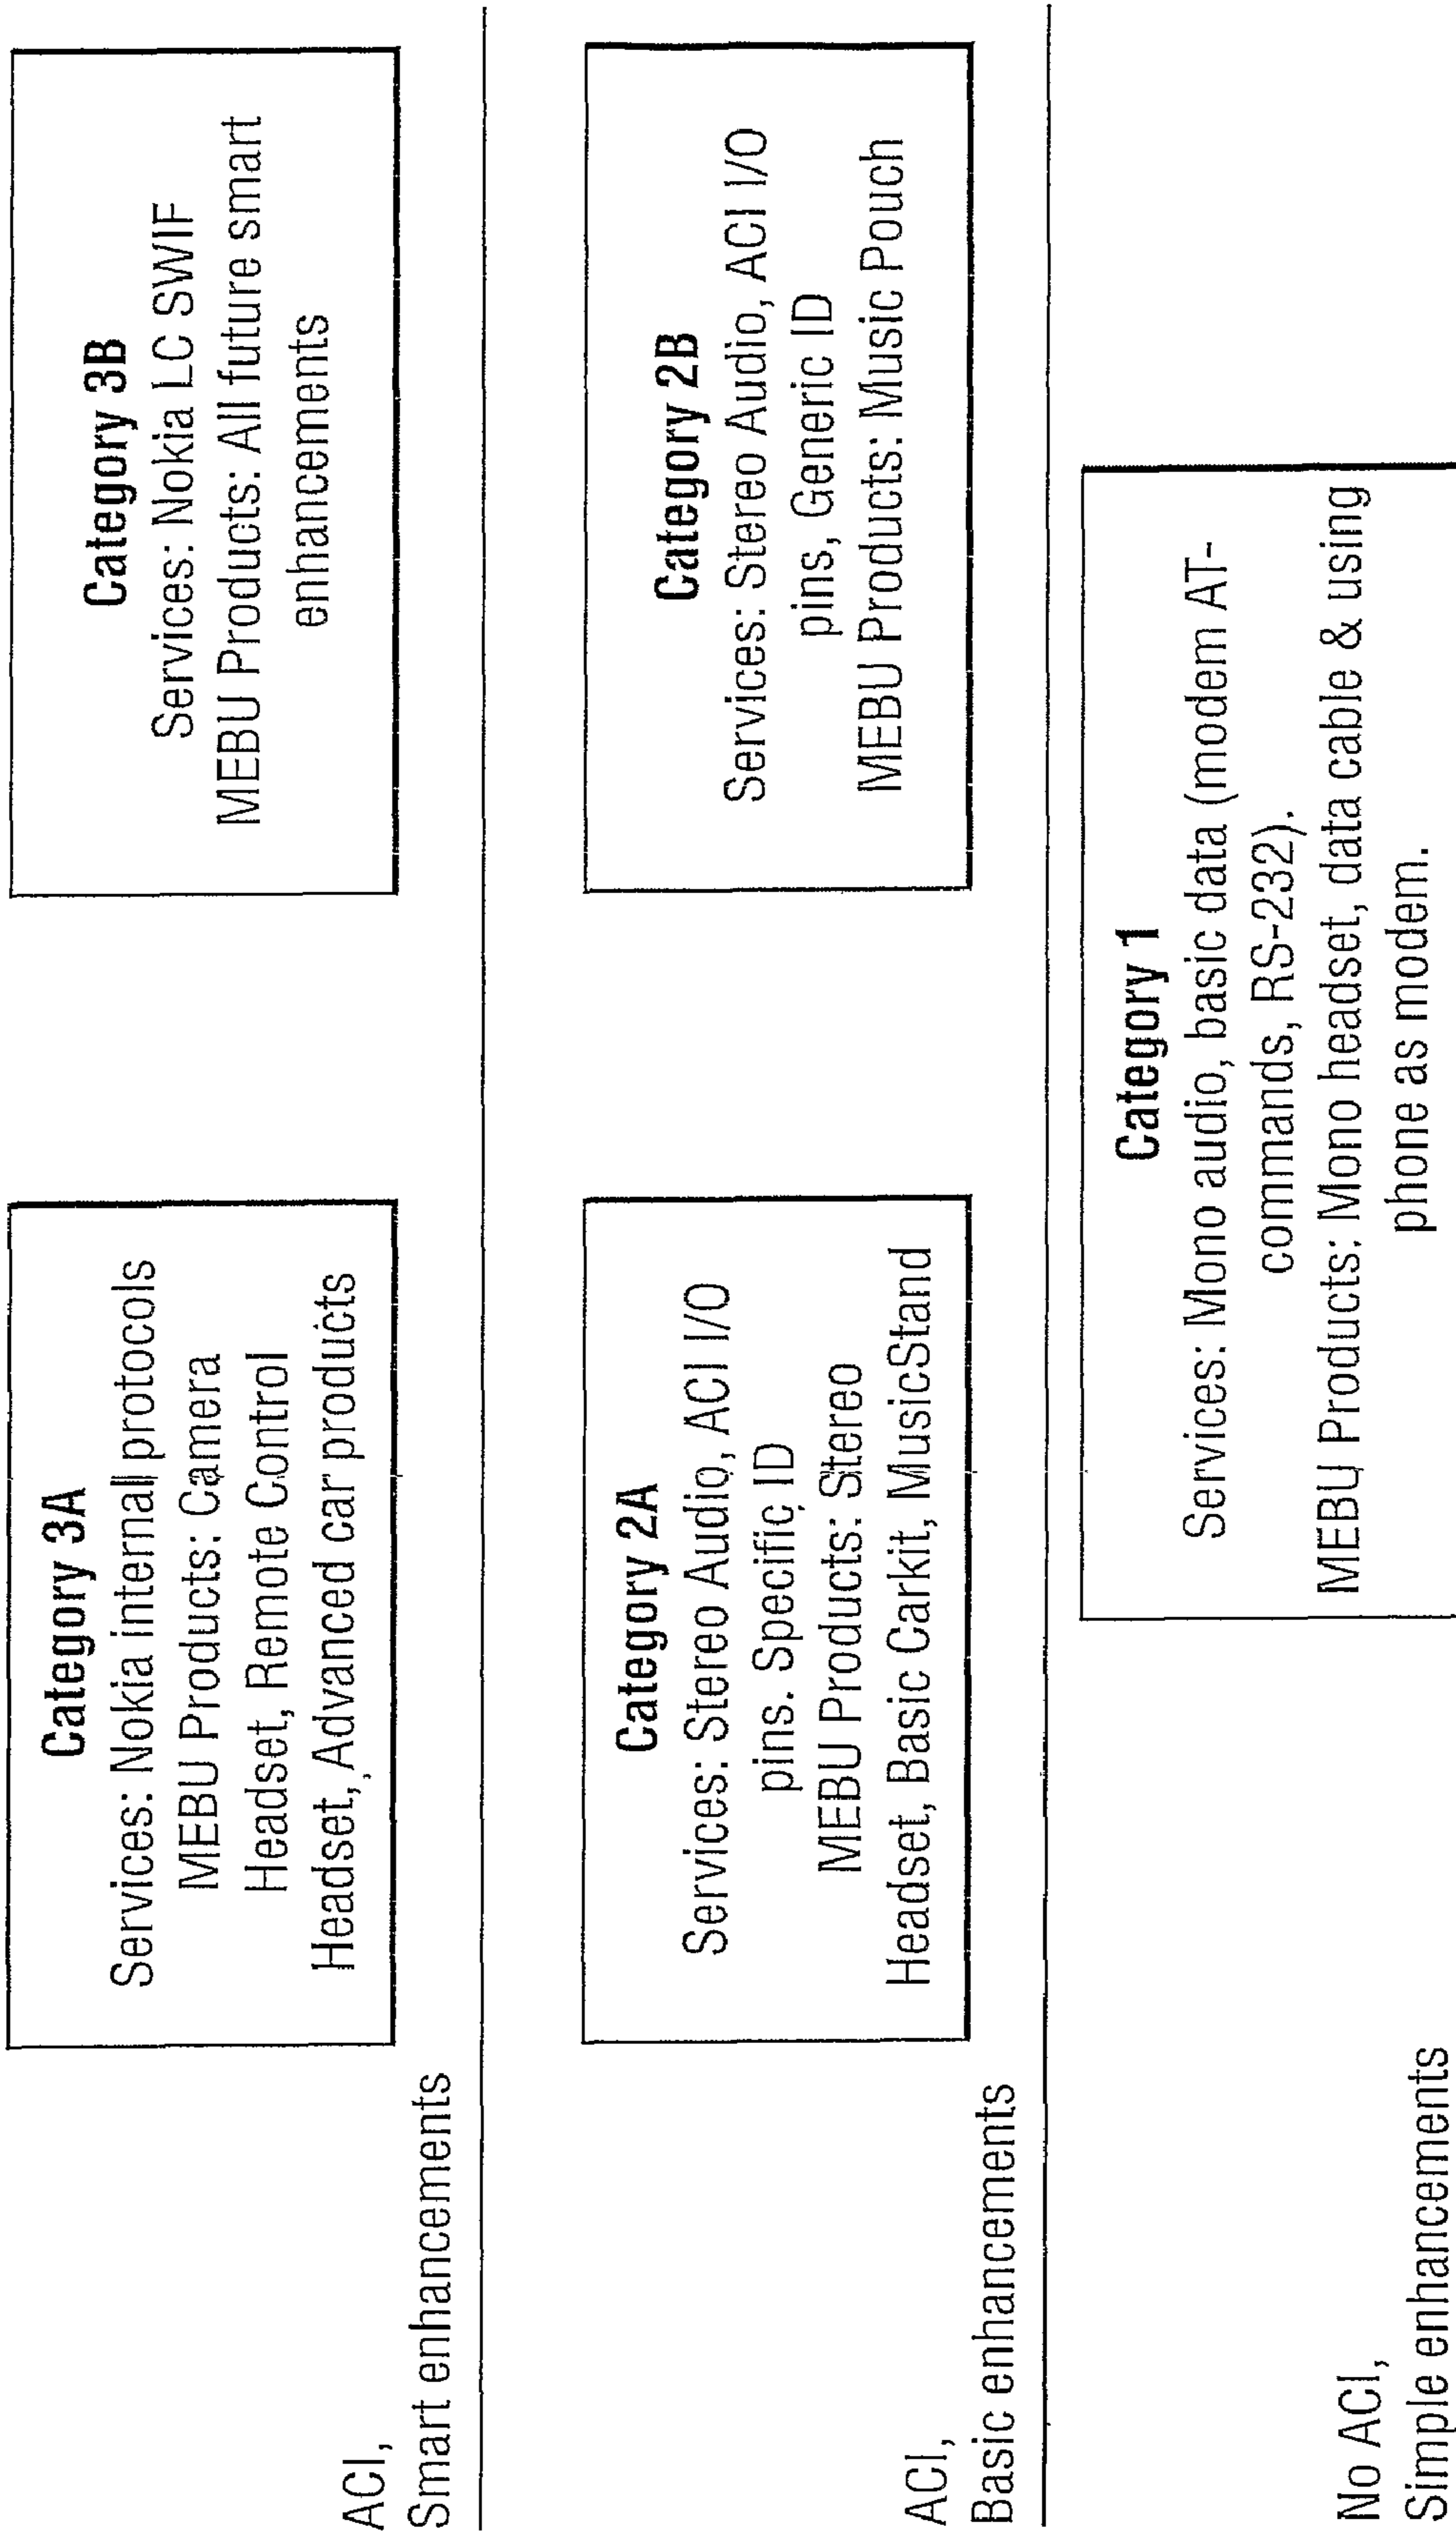 Category 3A
Services: Nokia internal protocols
MEBU Products: Camera
Headset, Remote Control
Headset, Advanced car products
Category 3B
Services: Nokia LC SWIF
MEBU Products: All future smart
enhancements
ACI,
Smart enhancements
Category 2A
Services: Stereo Audio, ACI I/O
pins. Specific ID
MEBU Products: Stereo
Headset, Basic Carkit, MusicStand
Category 2B
Services: Stereo Audio, ACI I/O
pins, Generic ID
MEBU Products: Music Pouch
ACI,
Basic enhancements
Category 1
Services: Mono audio, basic data (modem AT-
commands, RS-232).
MEBU Products: Mono headset, data cable & using
phone as modem.
No ACI,
Simple enhancements